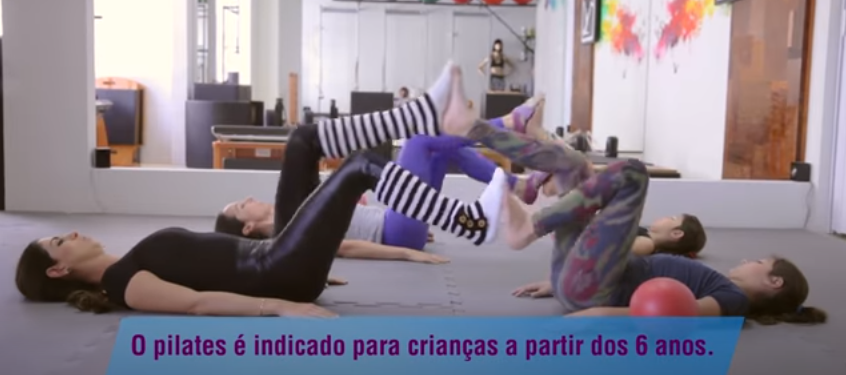 O pilates é indicado para crianças a partir dos 6 anos.